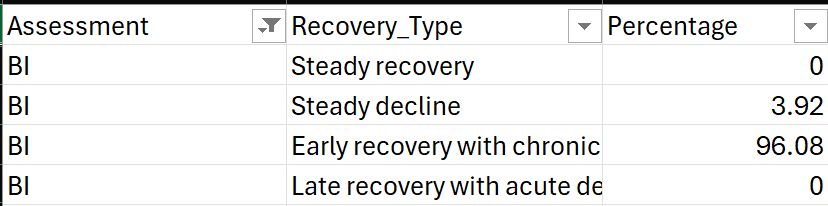 Assessment Recovery_Type Percentage
BI Steady recovery 0
BI Steady decline 3.92
BI Early recovery with chronic 96.08
BI Late recovery with acute de 0